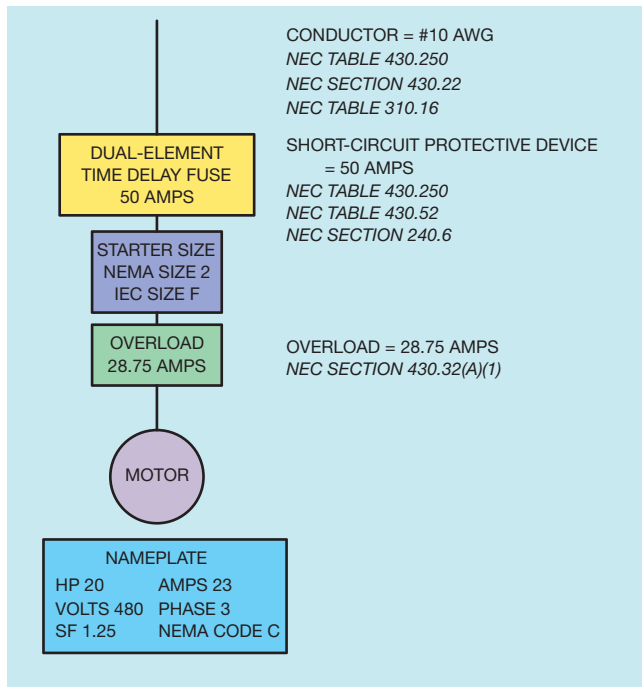 CONDUCTOR = #10 AWG
NEC TABLE 430.250
NEC SECTION 430.22
NEC TABLE 310.16
DUAL-ELEMENT
TIME DELAY FUSE
50 AMPS
SHORT-CIRCUIT PROTECTIVE DEVICE
= 50 AMPS
NEC TABLE 430.250
NEC TABLE 430.52
NEC SECTION 240.6
STARTER SIZE
NEMA SIZE 2
IEC SIZE F
OVERLOAD
28.75 AMPS
OVERLOAD = 28.75 AMPS
NEC SECTION 430.32(A)(1)
MOTOR
NAMEPLATE
HP 20 AMPS 23
VOLTS 480 PHASE 3
SF 1.25 NEMA CODE C